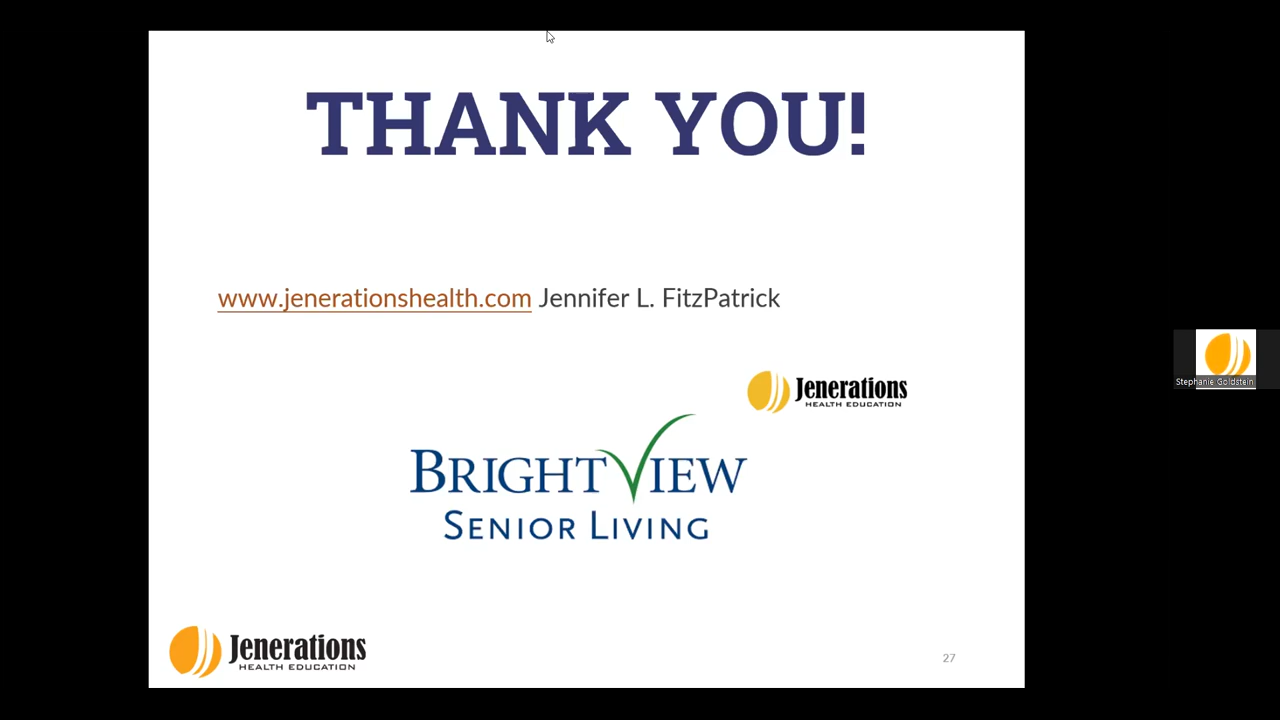 THANK YOU!
www.jenerationshealth.com Jennifer L. FitzPatrick
Jenerations
HEALTH EDUCATION
BRIGHTVIEW
SENIOR LIVING
Jenerations
HEALTH EDUCATION
27
Stephanie Goldstein